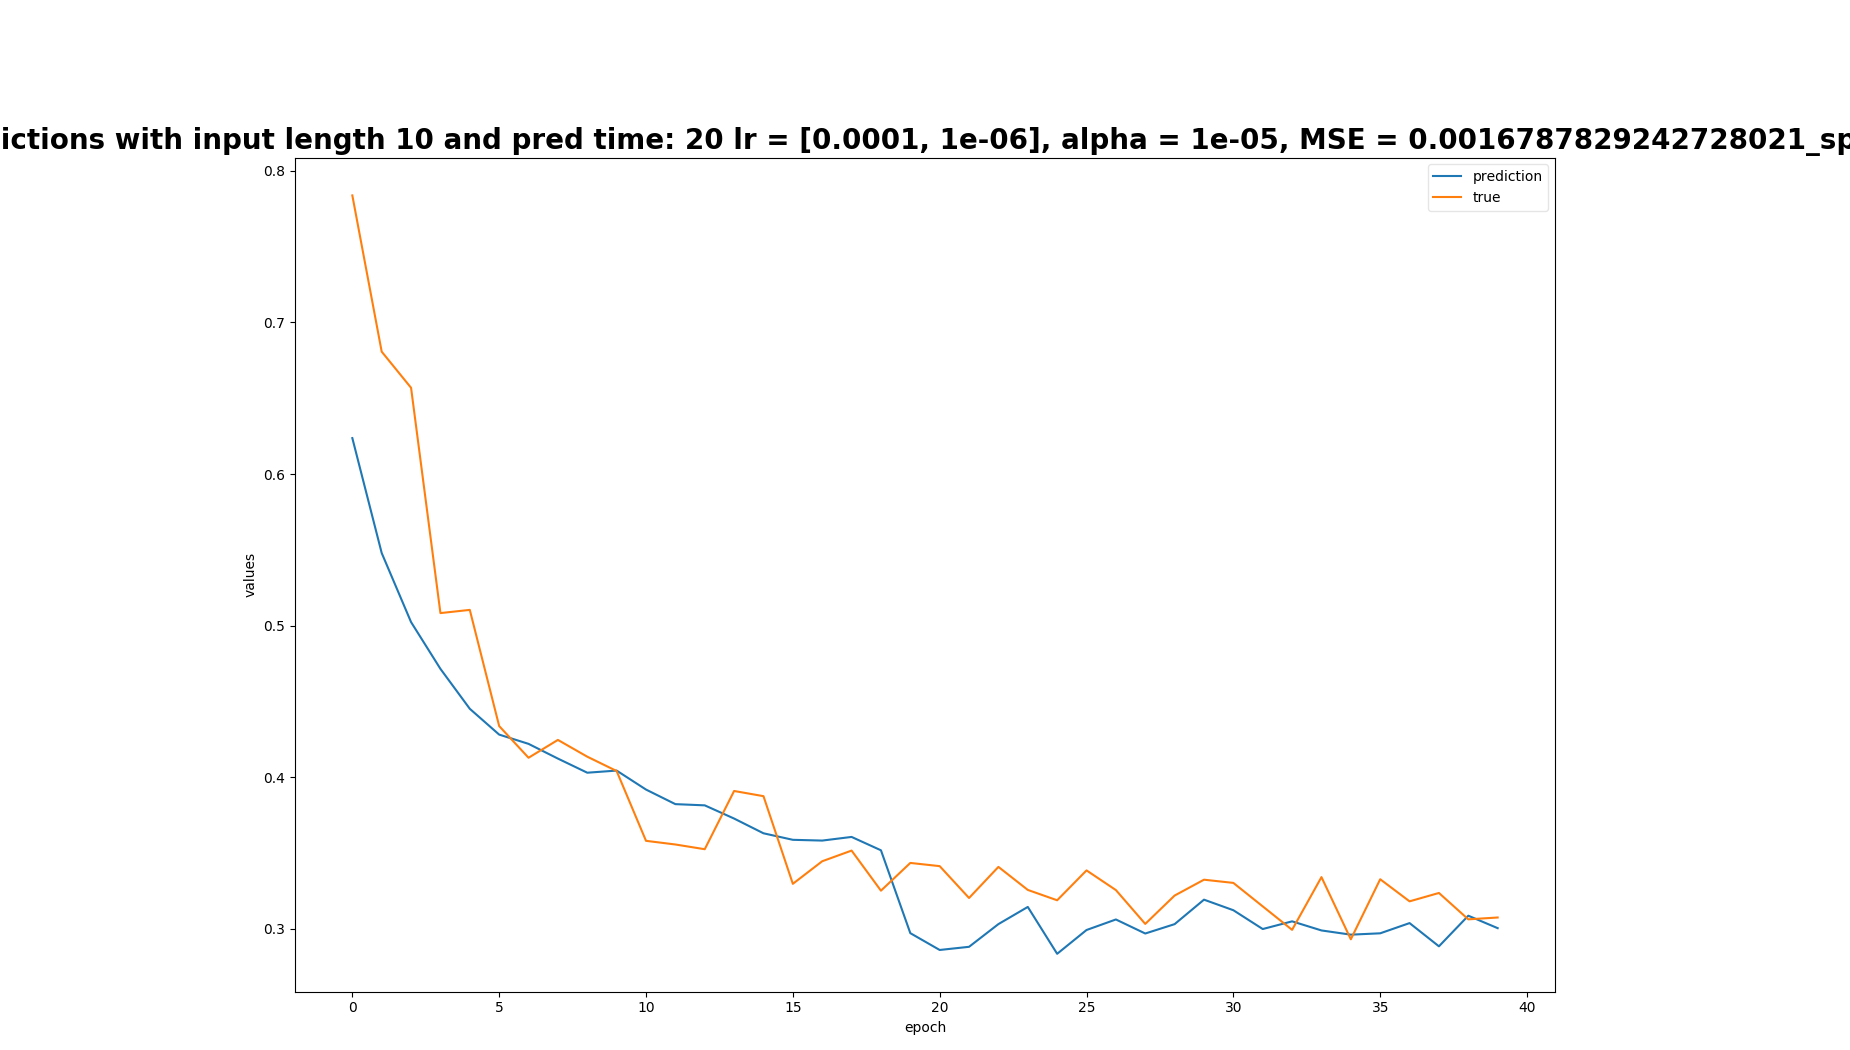 ictions with input length 10 and pred time: 20 lr = [0.0001, 1e-06], alpha = 1e-05, MSE = 0.0016787829242728021_sp
prediction
true
0.8
0.7
0.6
0.5
0.4
0.3
values
0 5 10 15 20 25 30 35 40
epoch